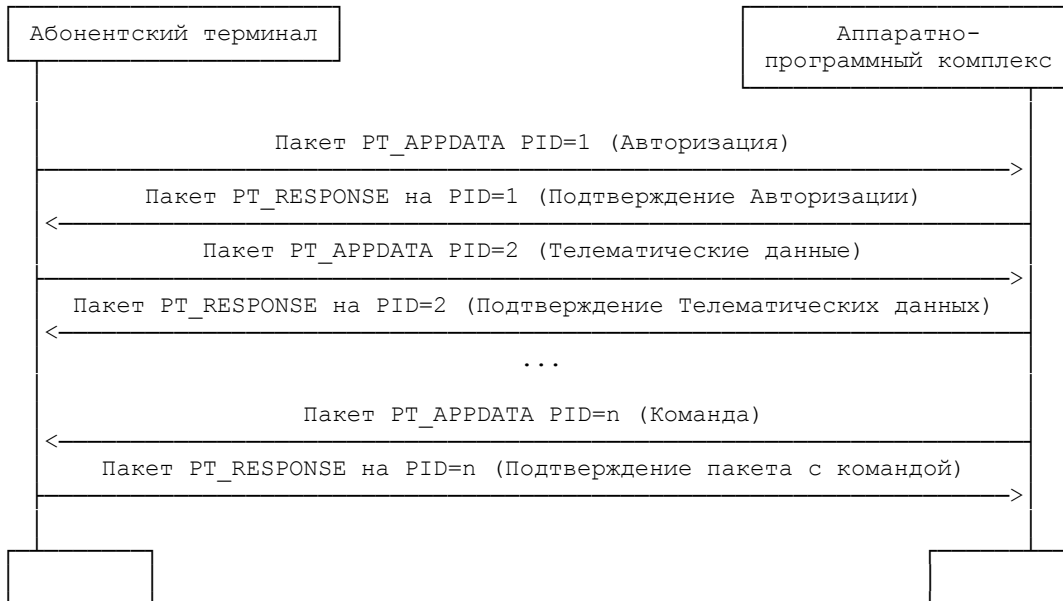 Абонентский терминал
Аппаратно-
программный комплекс
Пакет PT_APPDATA PID=1 (Авторизация)
Пакет PT_RESPONSE на PID=1 (Подтверждение Авторизации)
Пакет PT_APPDATA PID=2 (Телематические данные)
Пакет PT_RESPONSE на PID=2 (Подтверждение Телематических данных)
...
Пакет PT_APPDATA PID=n (Команда)
Пакет PT_RESPONSE на PID=n (Подтверждение пакета с командой)